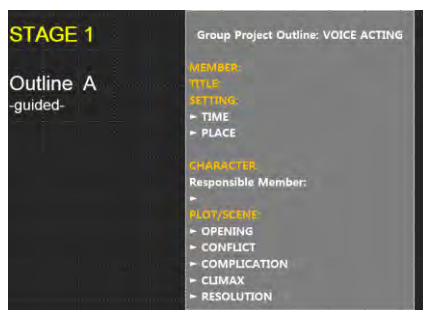 STAGE 1
Outline A
-guided-
Group Project Outline: VOICE ACTING
MEMBER:
TITLE:
SETTING:
► TIME
► PLACE
CHARACTER:
Responsible Member:
►
PLOT/SCENE:
► OPENING
► CONFLICT
► COMPLICATION
► CLIMAX
► RESOLUTION